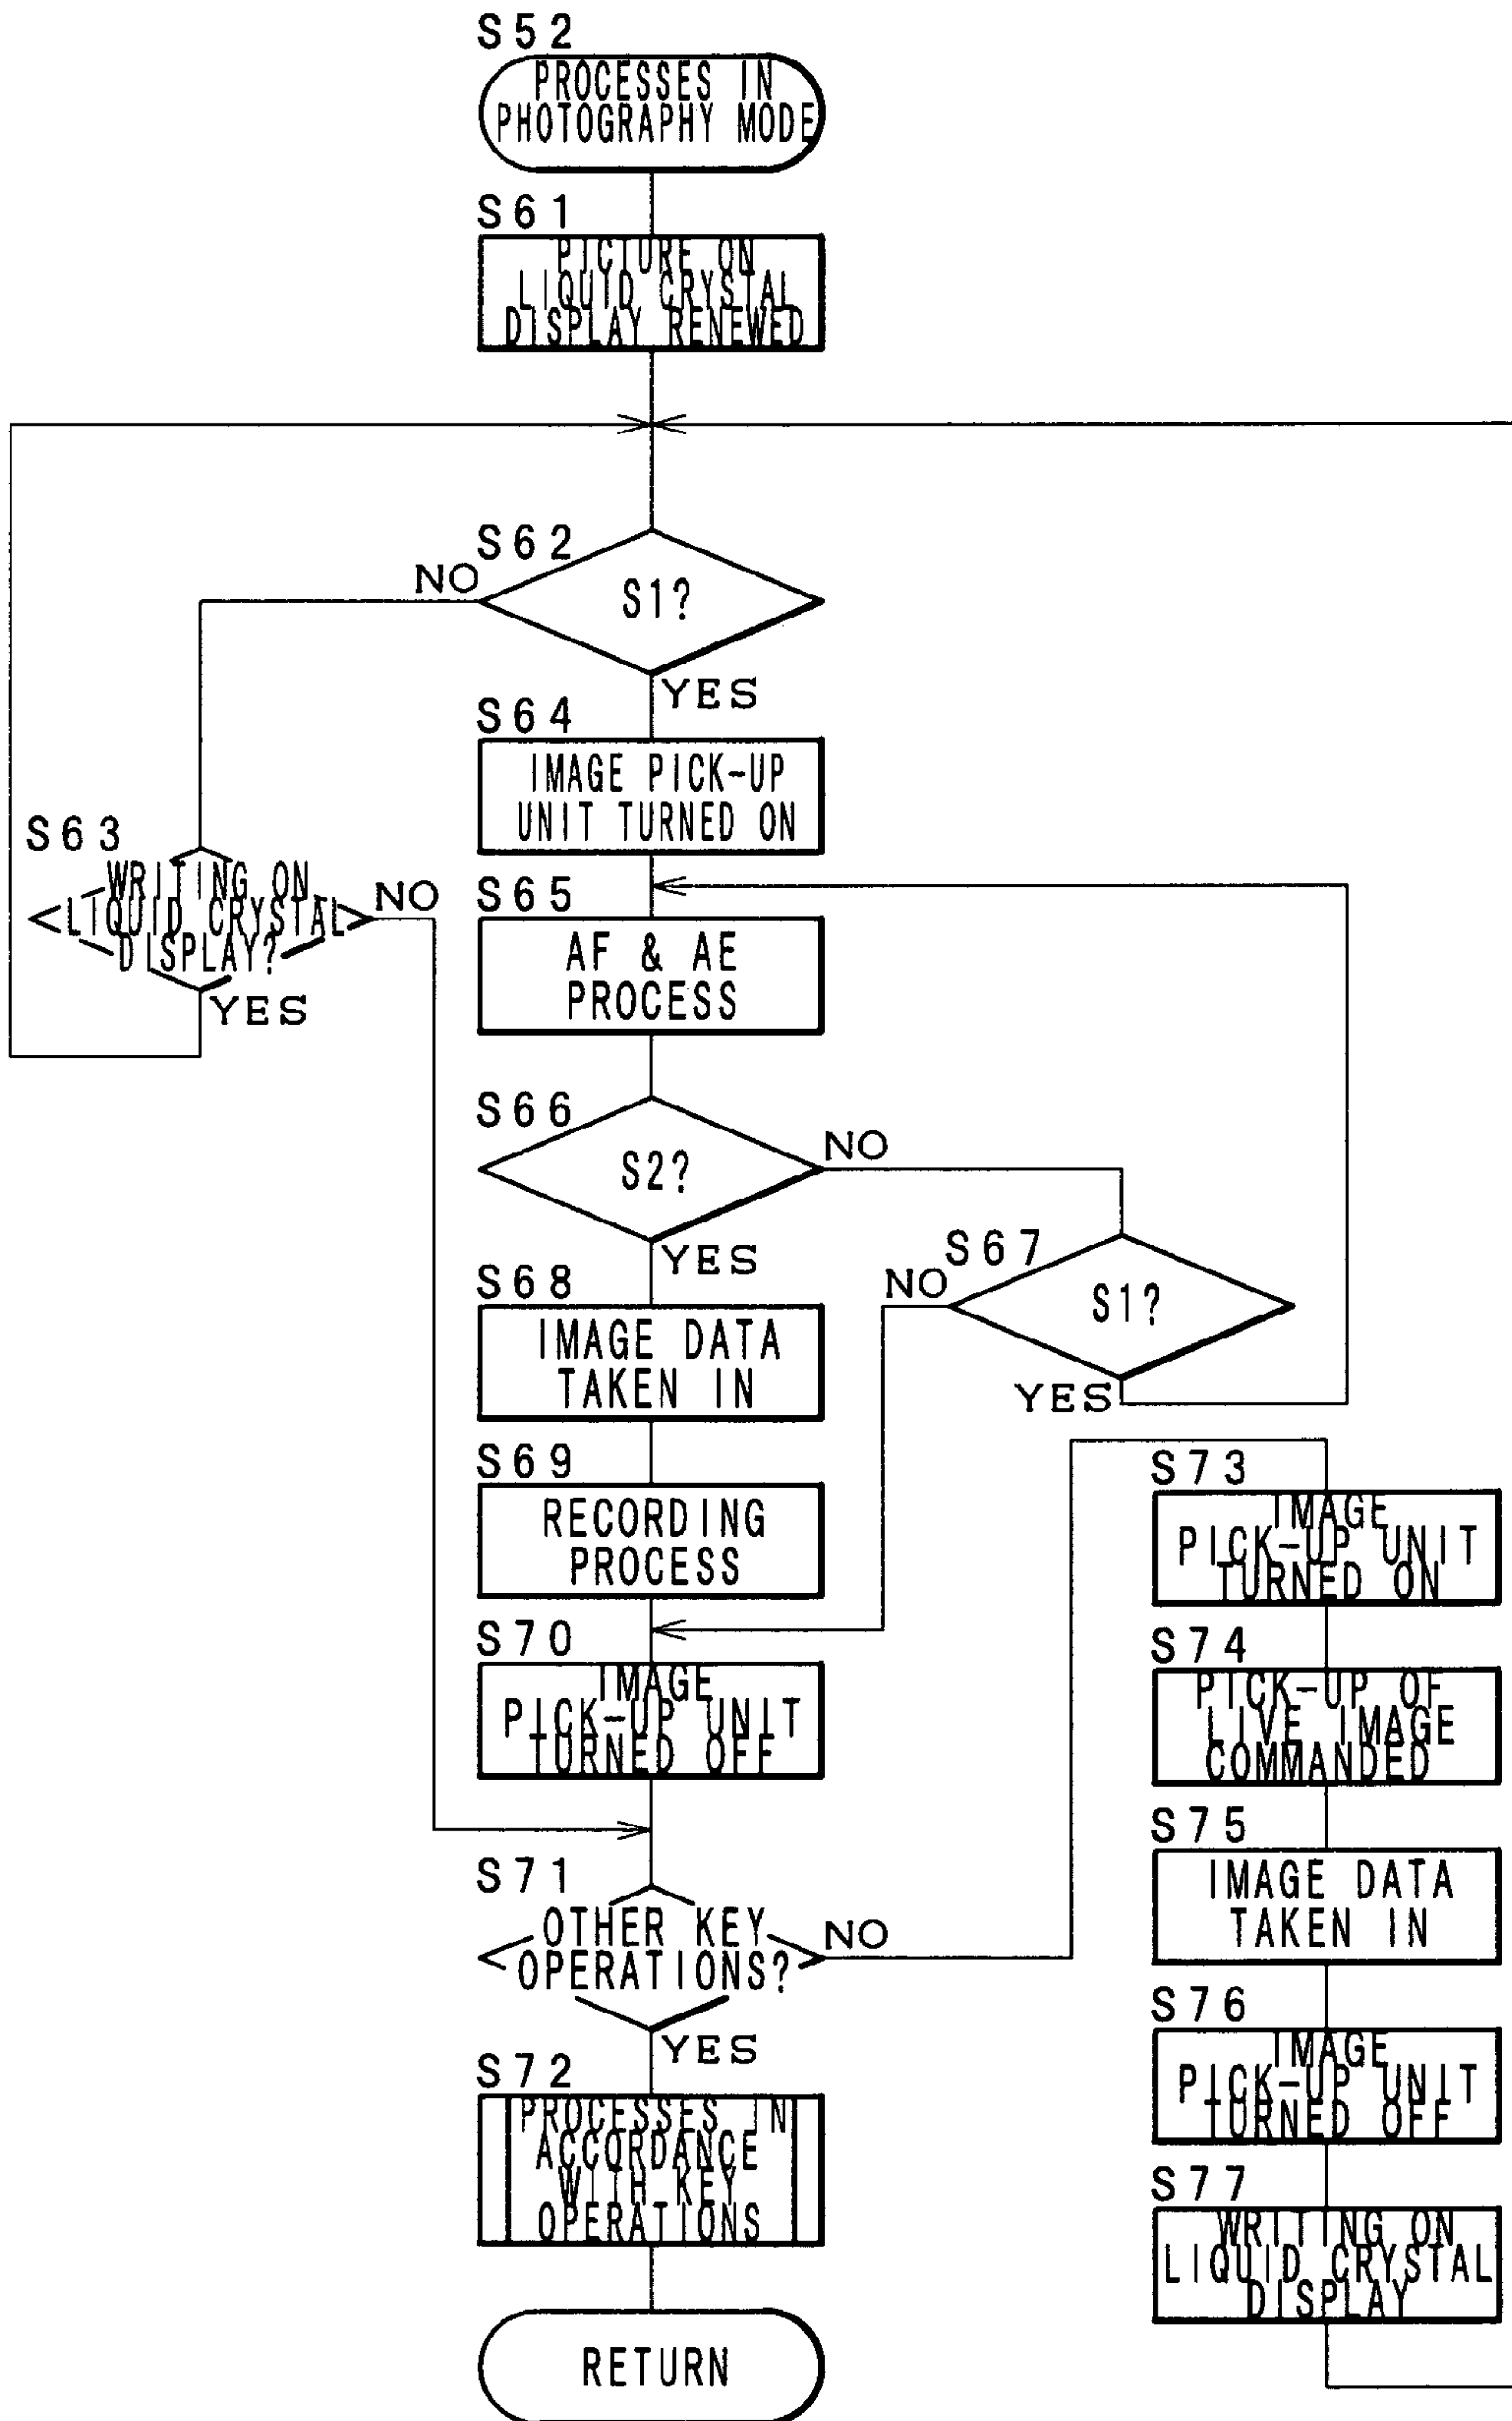 S52
PROCESSES IN
PHOTOGRAPHY MODE
S61
PICTURE ON
LIQUID CRYSTAL
DISPLAY RENEWED
S62
S1?
NO
YES
S63
WRITING ON
LIQUID CRYSTAL
DISPLAY?
NO
YES
S64
IMAGE PICK-UP
UNIT TURNED ON
S65
AF & AE
PROCESS
S66
S2?
NO
YES
S67
S1?
NO
YES
S68
IMAGE DATA
TAKEN IN
S69
RECORDING
PROCESS
S70
IMAGE
PICK-UP UNIT
TURNED OFF
S71
OTHER KEY
OPERATIONS?
NO
YES
S72
PROCESSES IN
ACCORDANCE
WITH KEY
OPERATIONS
RETURN
S73
IMAGE
PICK-UP UNIT
TURNED ON
S74
PICK-UP OF
LIVE IMAGE
COMMANDED
S75
IMAGE DATA
TAKEN IN
S76
IMAGE
PICK-UP UNIT
TURNED OFF
S77
WRITING ON
LIQUID CRYSTAL
DISPLAY